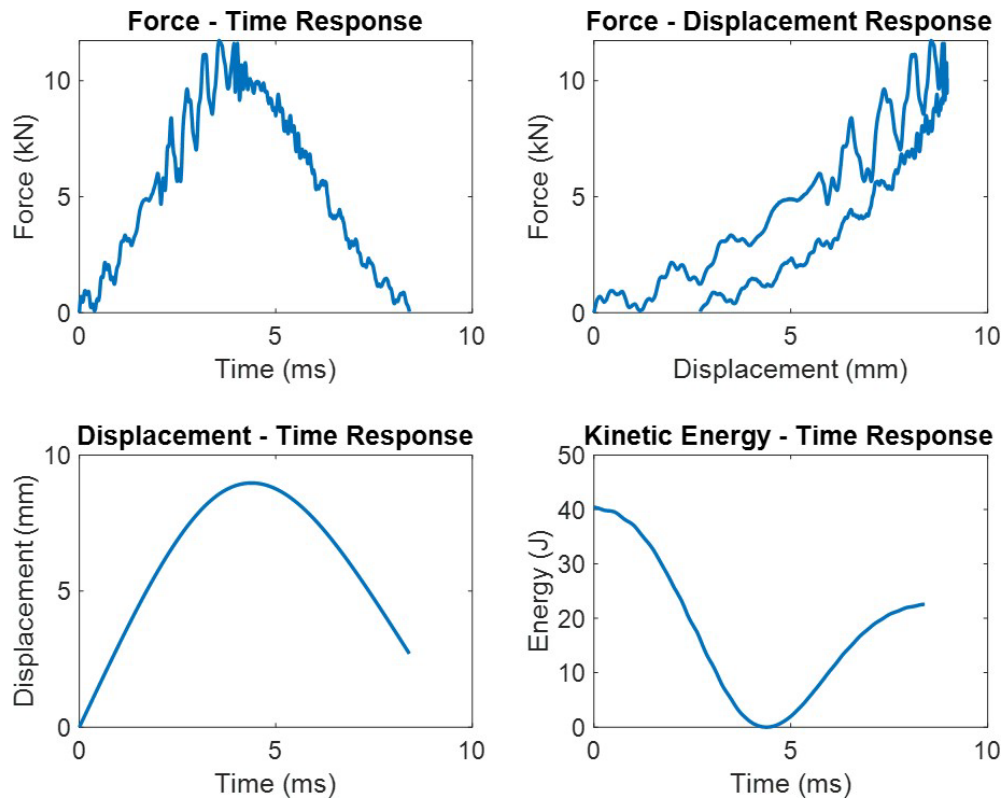 Force - Time Response
10
5
0
Force (kN)
0 5 10
Time (ms)
Force - Displacement Response
10
5
0
Force (kN)
0 5 10
Displacement (mm)
Displacement - Time Response
10
5
0
Displacement (mm)
0 5 10
Time (ms)
Kinetic Energy - Time Response
50
40
30
20
10
0
Energy (J)
0 5 10
Time (ms)